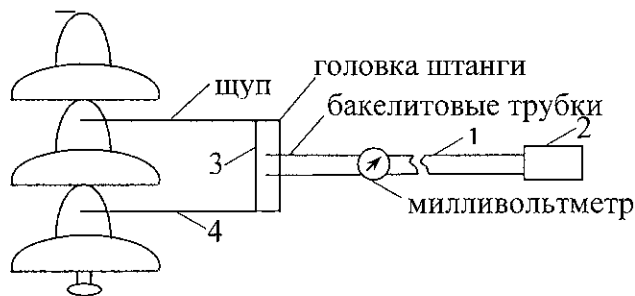 головка штанги
щуп
бакелитовые трубки
1
2
3
милливольтметр
4